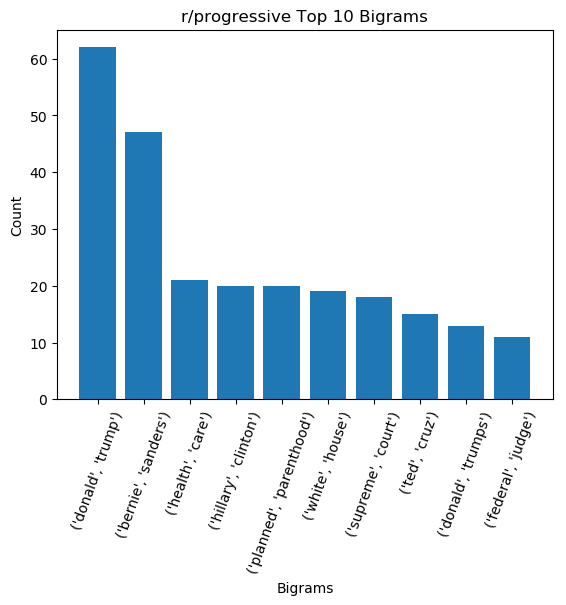 r/progressive Top 10 Bigrams
Count
60
50
40
30
20
10
0
('donald', 'trump')
('bernie', 'sanders')
('health', 'care')
('hillary', 'clinton')
('planned', 'parenthood')
('white', 'house')
('supreme', 'court')
('ted', 'cruz')
('donald', 'trumps')
('federal', 'judge')
Bigrams